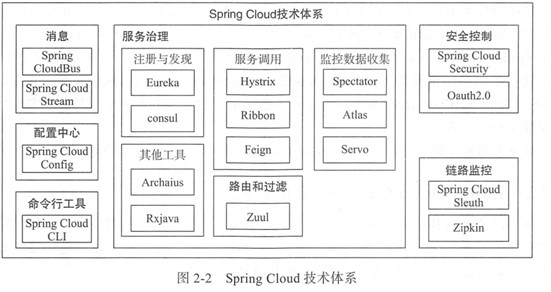 Spring Cloud技术体系
消息
Spring
CloudBus
Spring Cloud
Stream
配置中心
Spring Cloud
Config
命令行工具
Spring Cloud
CLI
服务治理
注册与发现
Eureka
consul
其他工具
Archaius
Rxjava
服务调用
Hystrix
Ribbon
Feign
路由和过滤
Zuul
监控数据收集
Spectator
Atlas
Servo
安全控制
Spring Cloud
Security
Oauth2.0
链路监控
Spring Cloud
Sleuth
Zipkin
图 2-2 Spring Cloud 技术体系